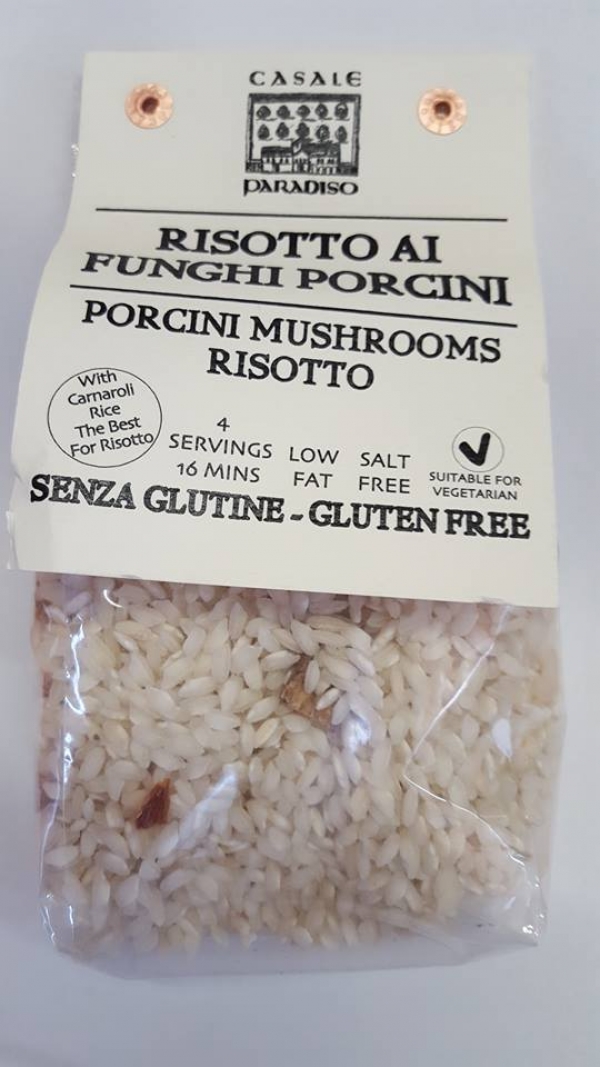 CASALE
PARADISO
RISOTTO AI
FUNGHI PORCINI
PORCINI MUSHROOMS
RISOTTO
With
Carnaroli
Rice
The Best
For Risotto
4
SERVINGS
16 MINS
LOW
FAT
SALT
FREE
SUITABLE FOR
VEGETARIAN
SENZA GLUTINE - GLUTEN FREE